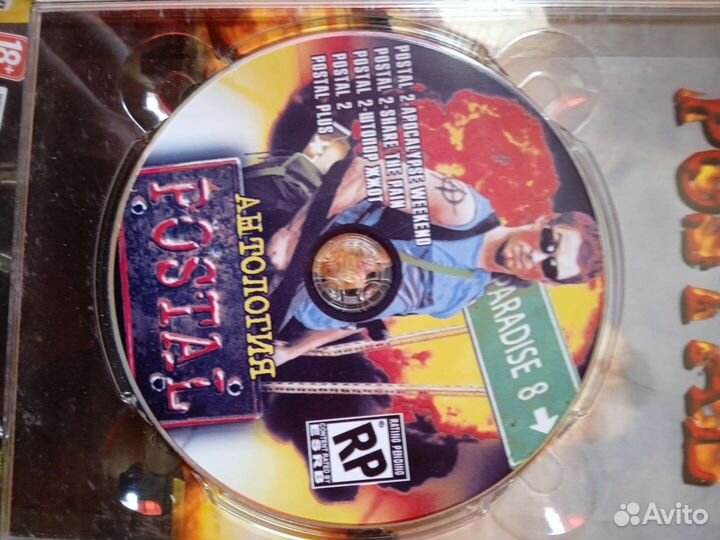 POSTAL 2: APOCALYPSE WEEKEND
POSTAL 2: SHARE THE PAIN
POSTAL 2: ШТОПОР ЖЖОТ
POSTAL 2
POSTAL PLUS
АНТОЛОГИЯ
POSTAL
PARADISE 8
RATING PENDING
RP
CONTENT RATED BY
ESRB
18+
POSTAL
Avito